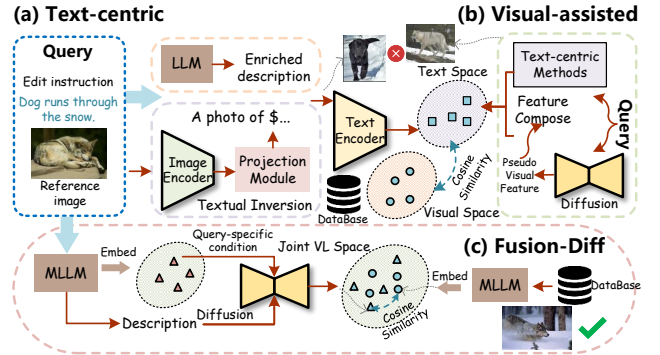 (a) Text-centric
(b) Visual-assisted
Query
Edit instruction
Dog runs through
the snow.
Reference
image
LLM
Enriched
description
A photo of $...
Image
Encoder
Projection
Module
Textual Inversion
Text
Encoder
DataBase
Text Space
Cosine
Similarity
Visual Space
Text-centric
Methods
Feature
Compose
Query
Pseudo
Visual
Feature
Diffusion
(c) Fusion-Diff
MLLM
Embed
Query-specific
condition
Description
Diffusion
Joint VL Space
Cosine
Similarity
Embed
MLLM
DataBase